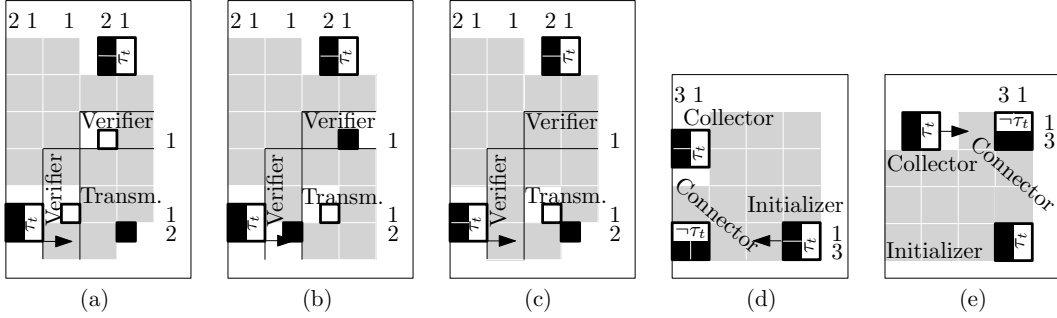 2 1 1 2 1
τt
Verifier
1
Verifier
Transm.
τt
1
2
(a)
2 1 1 2 1
τt
Verifier
1
Verifier
Transm.
τt
1
2
(b)
2 1 1 2 1
τt
Verifier
1
Verifier
Transm.
τt
1
2
(c)
3 1
Collector
τt
Connector
Initializer
¬τt
τt
1
3
(d)
3 1
τt
¬τt
1
3
Collector
Connector
Initializer
τt
(e)